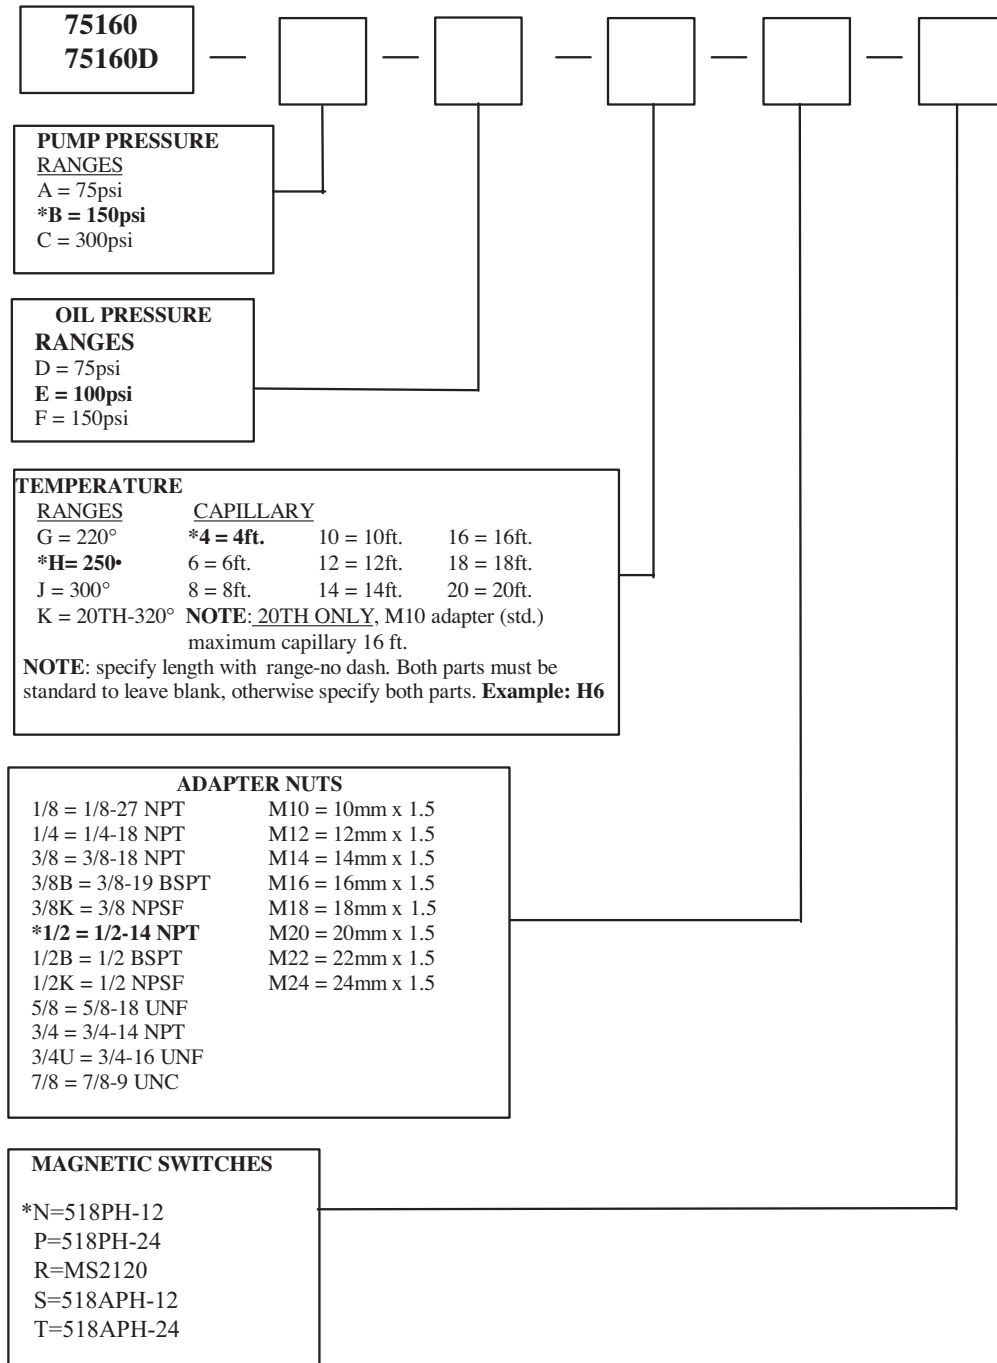 75160
75160D
PUMP PRESSURE
RANGES
A = 75psi
*B = 150psi
C = 300psi
OIL PRESSURE
RANGES
D = 75psi
E = 100psi
F = 150psi
TEMPERATURE
RANGES CAPILLARY
G = 220° *4 = 4ft. 10 = 10ft. 16 = 16ft.
*H= 250• 6 = 6ft. 12 = 12ft. 18 = 18ft.
J = 300° 8 = 8ft. 14 = 14ft. 20 = 20ft.
K = 20TH-320° NOTE: 20TH ONLY, M10 adapter (std.)
maximum capillary 16 ft.
NOTE: specify length with range-no dash. Both parts must be
standard to leave blank, otherwise specify both parts. Example: H6
ADAPTER NUTS
1/8 = 1/8-27 NPT M10 = 10mm x 1.5
1/4 = 1/4-18 NPT M12 = 12mm x 1.5
3/8 = 3/8-18 NPT M14 = 14mm x 1.5
3/8B = 3/8-19 BSPT M16 = 16mm x 1.5
3/8K = 3/8 NPSF M18 = 18mm x 1.5
*1/2 = 1/2-14 NPT M20 = 20mm x 1.5
1/2B = 1/2 BSPT M22 = 22mm x 1.5
1/2K = 1/2 NPSF M24 = 24mm x 1.5
5/8 = 5/8-18 UNF
3/4 = 3/4-14 NPT
3/4U = 3/4-16 UNF
7/8 = 7/8-9 UNC
MAGNETIC SWITCHES
*N=518PH-12
P=518PH-24
R=MS2120
S=518APH-12
T=518APH-24